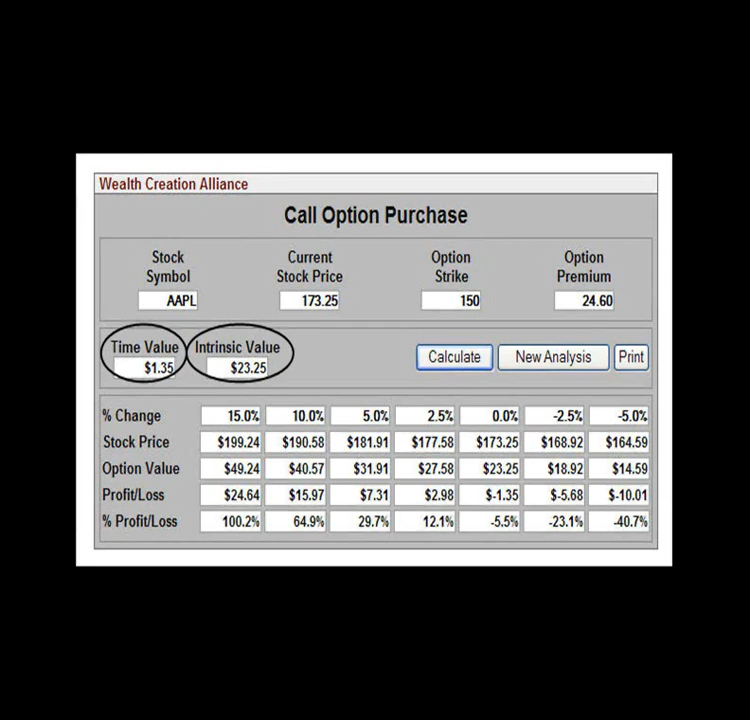 Wealth Creation Alliance
Call Option Purchase
Stock Symbol Current Stock Price Option Strike Option Premium
AAPL 173.25 150 24.60
Time Value Intrinsic Value
$1.35 $23.25 Calculate New Analysis Print
% Change 15.0% 10.0% 5.0% 2.5% 0.0% -2.5% -5.0%
Stock Price $199.24 $190.58 $181.91 $177.58 $173.25 $168.92 $164.59
Option Value $49.24 $40.57 $31.91 $27.58 $23.25 $18.92 $14.59
Profit/Loss $24.64 $15.97 $7.31 $2.98 $-1.35 $-5.68 $-10.01
% Profit/Loss 100.2% 64.9% 29.7% 12.1% -5.5% -23.1% -40.7%